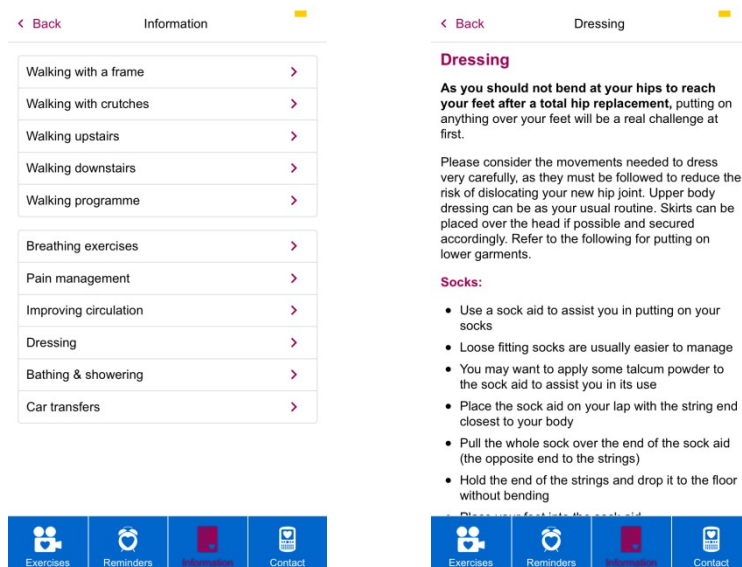 Back
Information
Walking with a frame
Walking with crutches
Walking upstairs
Walking downstairs
Walking programme
Breathing exercises
Pain management
Improving circulation
Dressing
Bathing & showering
Car transfers
Exercises
Reminders
Information
Contact
Back
Dressing
Dressing
As you should not bend at your hips to reach
your feet after a total hip replacement, putting on
anything over your feet will be a real challenge at
first.
Please consider the movements needed to dress
very carefully, as they must be followed to reduce the
risk of dislocating your new hip joint. Upper body
dressing can be as your usual routine. Skirts can be
placed over the head if possible and secured
accordingly. Refer to the following for putting on
lower garments.
Socks:
• Use a sock aid to assist you in putting on your
socks
• Loose fitting socks are usually easier to manage
• You may want to apply some talcum powder to
the sock aid to assist you in its use
• Place the sock aid on your lap with the string end
closest to your body
• Pull the whole sock over the end of the sock aid
(the opposite end to the strings)
• Hold the end of the strings and drop it to the floor
without bending
• Place your foot into the sock aid
Exercises
Reminders
Information
Contact